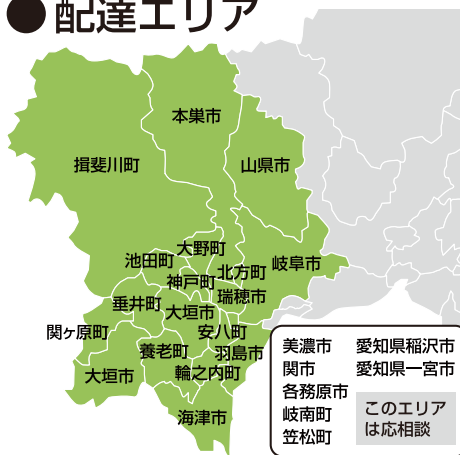 ●配達エリア
本巣市
揖斐川町
山県市
大野町
池田町
岐阜市
北方町
神戸町
瑞穂市
垂井町
大垣市
関ヶ原町
安八町
養老町
羽島市
大垣市
輪之内町
海津市
美濃市
関市
各務原市
岐南町
笠松町
愛知県稲沢市
愛知県一宮市
このエリア
は応相談